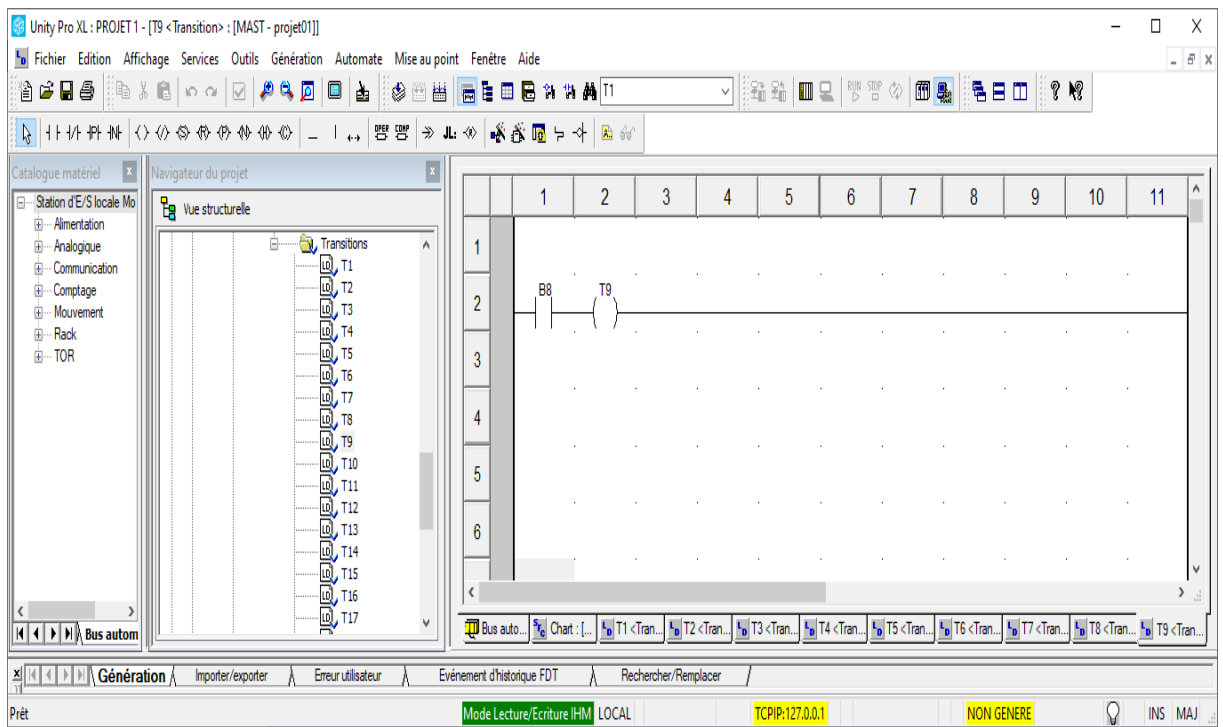 Unity Pro XL : PROJET 1 - [T9 <Transition> : [MAST - projet01]]
Fichier Edition Affichage Services Outils Génération Automate Mise au point Fenêtre Aide
T1
RUN STOP
OPER COMP
JL:
Catalogue matériel
Station d'E/S locale Mo
Alimentation
Analogique
Communication
Comptage
Mouvement
Rack
TOR
Bus autom
Navigateur du projet
Vue structurelle
Transitions
T1
T2
T3
T4
T5
T6
T7
T8
T9
T10
T11
T12
T13
T14
T15
T16
T17
1 2 3 4 5 6 7 8 9 10 11
1
2
3
4
5
6
B8 T9
Bus auto... Chart : [... T1 <Tran... T2 <Tran... T3 <Tran... T4 <Tran... T5 <Tran... T6 <Tran... T7 <Tran... T8 <Tran... T9 <Tran...
Génération Importer/exporter Erreur utilisateur Evénement d'historique FDT Rechercher/Remplacer
Prêt Mode Lecture/Ecriture IHM LOCAL TCPIP:127.0.0.1 NON GENERE INS MAJ